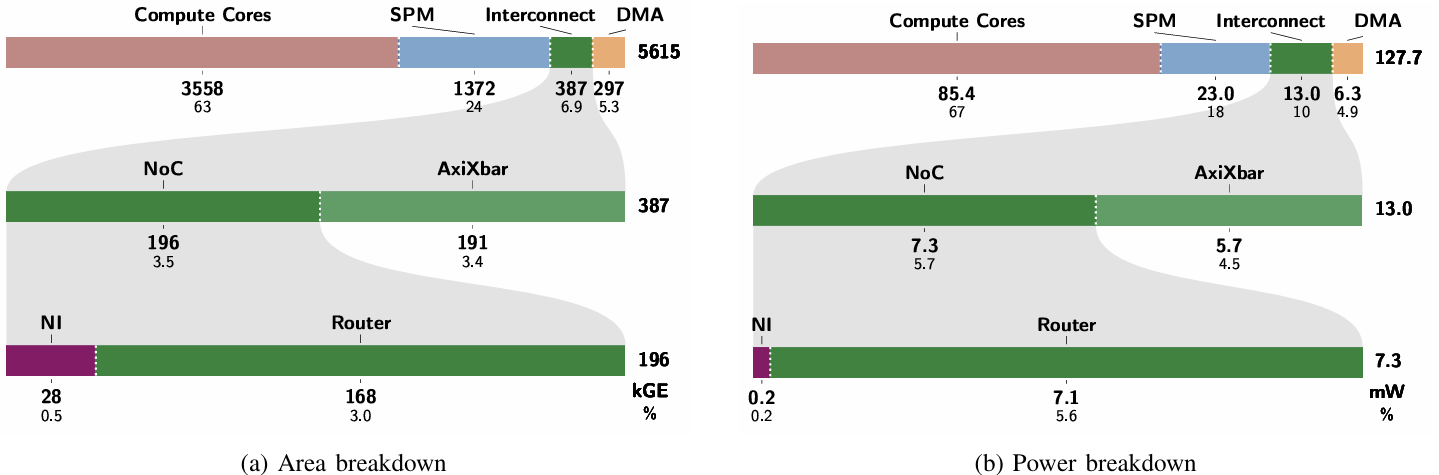 Compute Cores SPM Interconnect DMA
5615
3558 1372 387 297
63 24 6.9 5.3
NoC AxiXbar
387
196 191
3.5 3.4
NI Router
196
28 168 kGE
0.5 3.0 %
(a) Area breakdown
Compute Cores SPM Interconnect DMA
127.7
85.4 23.0 13.0 6.3
67 18 10 4.9
NoC AxiXbar
13.0
7.3 5.7
5.7 4.5
NI Router
7.3
0.2 7.1 mW
0.2 5.6 %
(b) Power breakdown